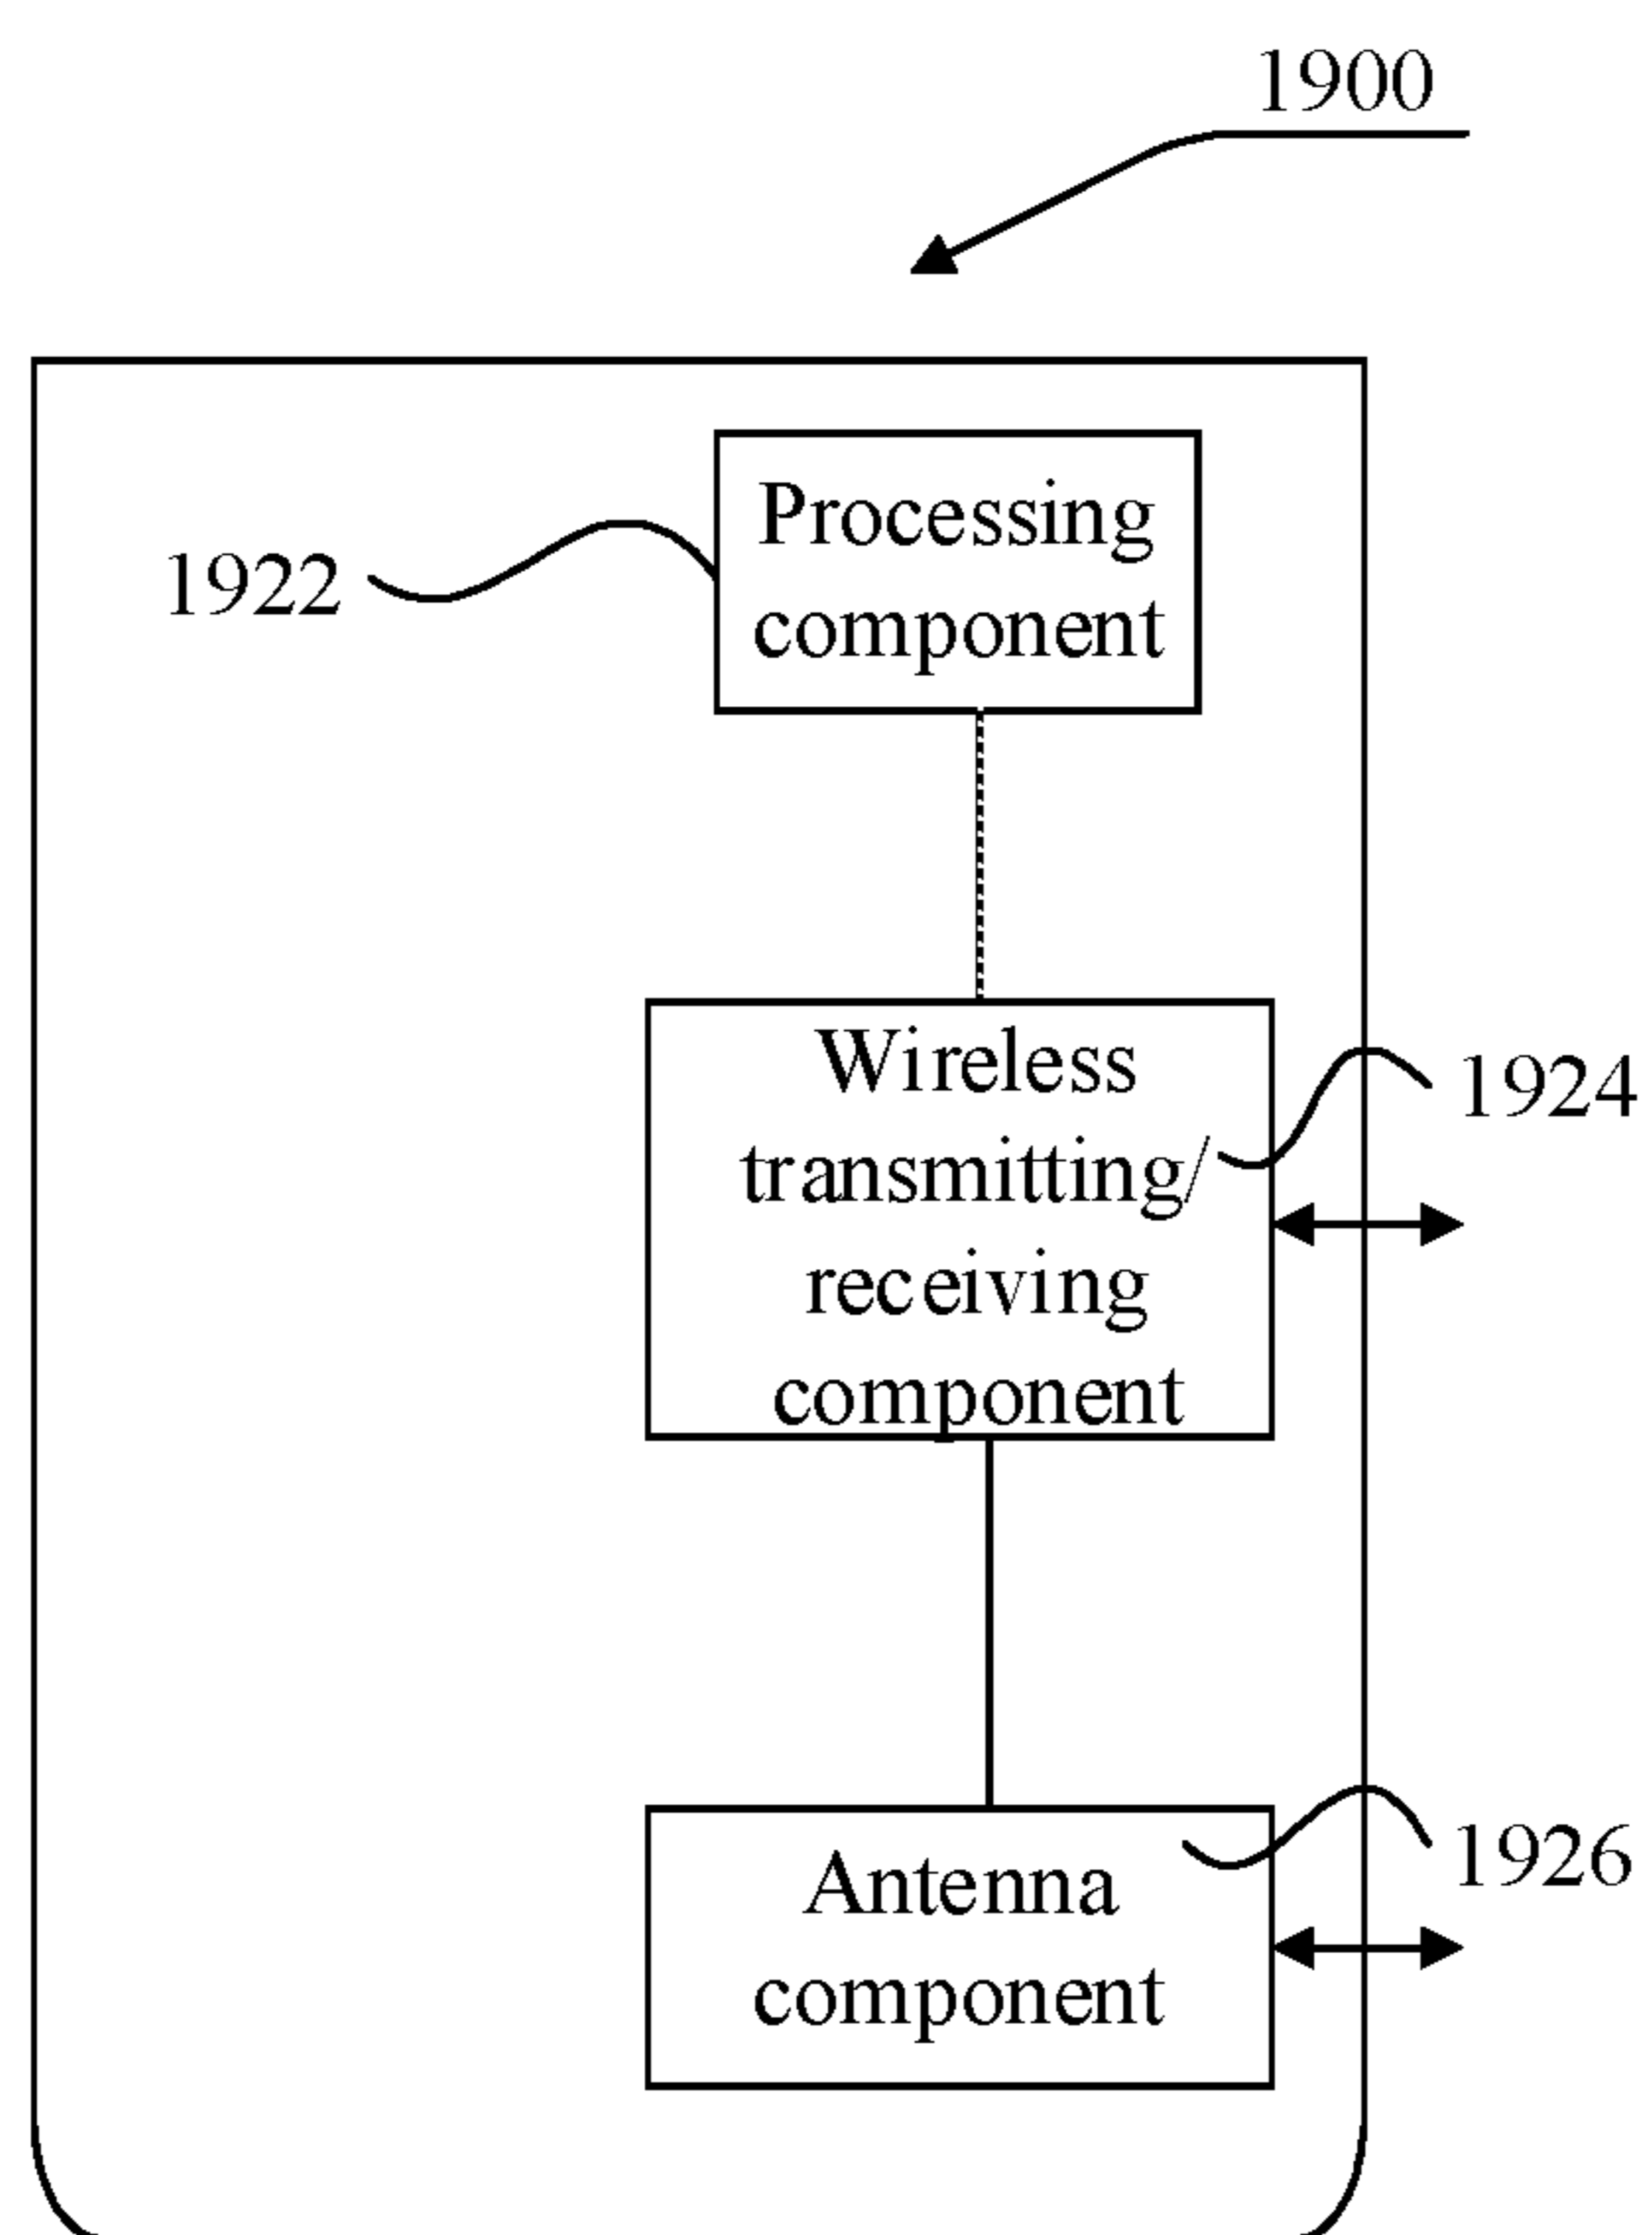 1900
Processing
component
1922
Wireless
transmitting/
receiving
component
1924
Antenna
component
1926